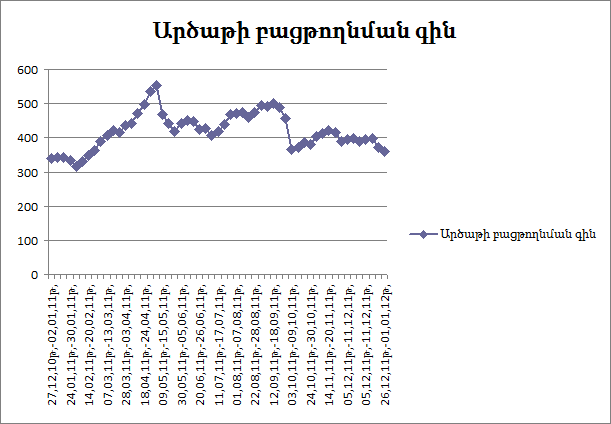 Արծաթի բացթողնման գին
600
500
400
300
200
100
0
Արծաթի բացթողնման գին
27,12,10թ,-02,01,11թ,
24,01,11թ,-30,01,11թ,
14,02,11թ,-20,02,11թ,
07,03,11թ,-13,03,11թ,
28,03,11թ,-03,04,11թ,
18,04,11թ,-24,04,11թ,
09,05,11թ,-15,05,11թ,
30,05,11թ,-05,06,11թ,
20,06,11թ,-26,06,11թ,
11,07,11թ,-17,07,11թ,
01,08,11թ,-07,08,11թ,
22,08,11թ,-28,08,11թ,
12,09,11թ,-18,09,11թ,
03,10,11թ,-09,10,11թ,
24,10,11թ,-30,10,11թ,
14,11,11թ,-20,11,11թ,
05,12,11թ,-11,12,11թ,
05,12,11թ,-11,12,11թ,
26,12,11թ,-01,01,12թ,